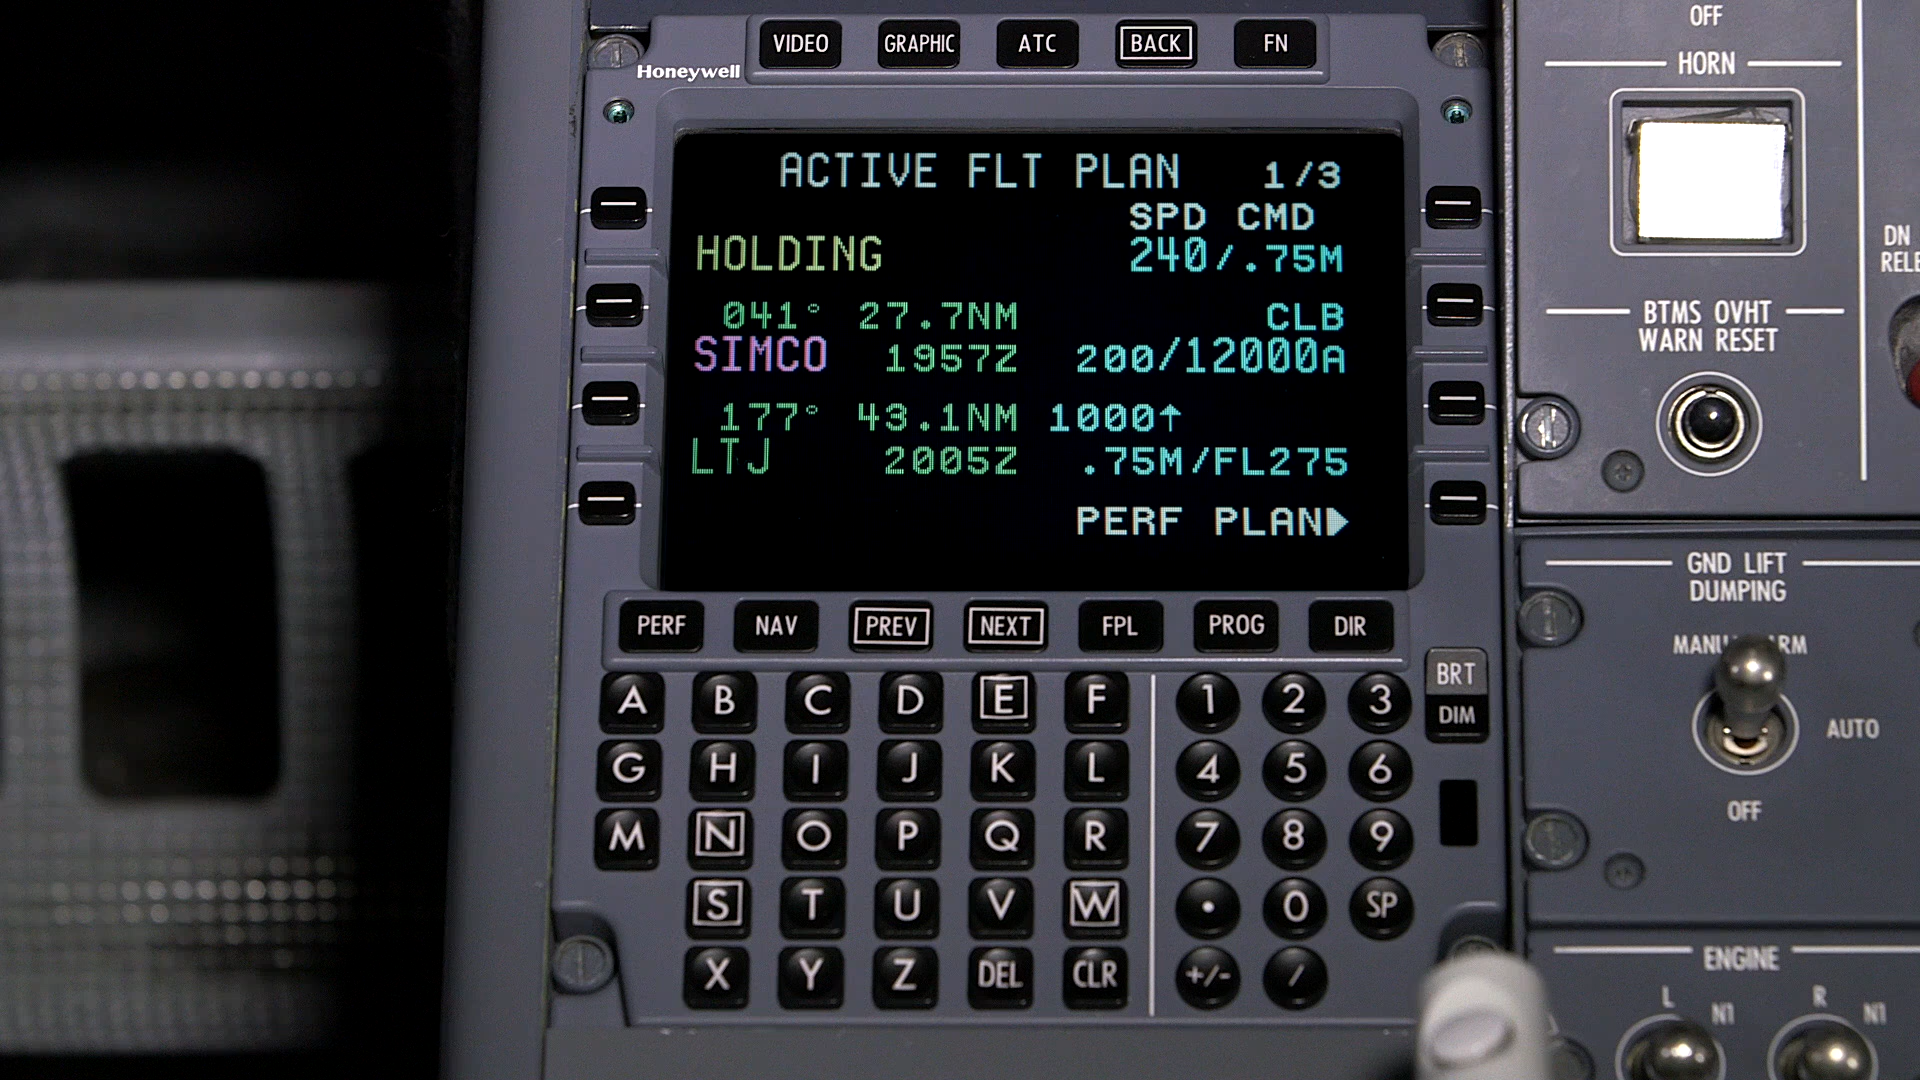 VIDEO GRAPHIC ATC BACK FN
Honeywell
ACTIVE FLT PLAN 1/3
SPD CMD
HOLDING 240/.75M
041° 27.7NM CLB
SIMCO 1957Z 200/12000A
177° 43.1NM 1000↑
LTJ 2005Z .75M/FL275
PERF PLAN▶
PERF NAV PREV NEXT FPL PROG DIR
BRT
DIM
A B C D E F 1 2 3
G H I J K L 4 5 6
M N O P Q R 7 8 9
S T U V W • 0 SP
X Y Z DEL CLR +/- /
OFF
HORN
DN
BTMS OVHT
WARN RESET
GND LIFT
DUMPING
AUTO
OFF
ENGINE
L R
N1 N1